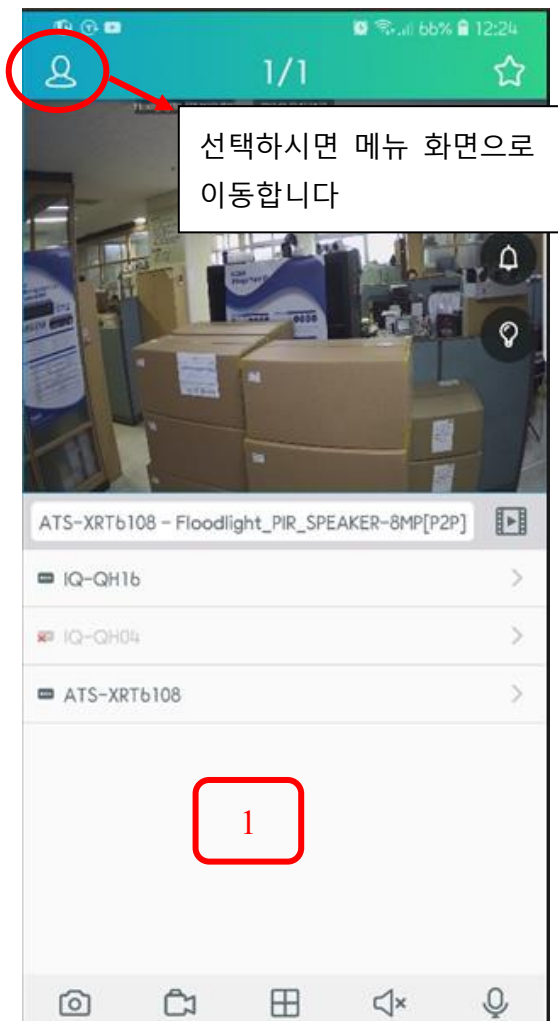 66% 12:24
1/1
선택하시면 메뉴 화면으로
이동합니다
ATS-XRT6108 - Floodlight_PIR_SPEAKER-8MP[P2P]
IQ-QH16
IQ-QH04
ATS-XRT6108
1